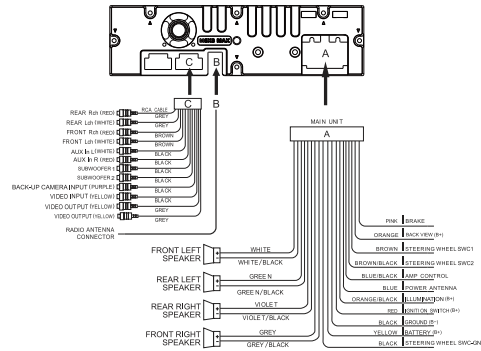 A
C
B
C
B
RCA CABLE
REAR Rch (RED)
GREY
REAR Lch (WHITE)
GREY
FRONT Rch (RED)
BROWN
FRONT Lch (WHITE)
BROWN
AUX In L (WHITE)
BLACK
AUX In R (RED)
BLACK
SUBWOOFER 1
BLACK
SUBWOOFER 2
BLACK
BACK-UP CAMERA INPUT (PURPLE)
BLACK
VIDEO INPUT (YELLOW)
BLACK
VIDEO OUTPUT (YELLOW)
GREY
VIDEO OUTPUT (YELLOW)
GREY
RADIO ANTENNA
CONNECTOR
MAIN UNIT
A
FRONT LEFT
SPEAKER
WHITE
WHITE/BLACK
REAR LEFT
SPEAKER
GREEN
GREEN/BLACK
REAR RIGHT
SPEAKER
VIOLET
VIOLET/BLACK
FRONT RIGHT
SPEAKER
GREY
GREY/BLACK
PINK BRAKE
ORANGE BACK VIEW (B+)
BROWN STEERING WHEEL SWC1
BROWN/BLACK STEERING WHEEL SWC2
BLUE/BLACK AMP CONTROL
BLUE POWER ANTENNA
ORANGE/BLACK ILLUMINATION (B+)
RED IGNITION SWITCH (B+)
BLACK GROUND (B-)
YELLOW BATTERY (B+)
BLACK STEERING WHEEL SWC-GN